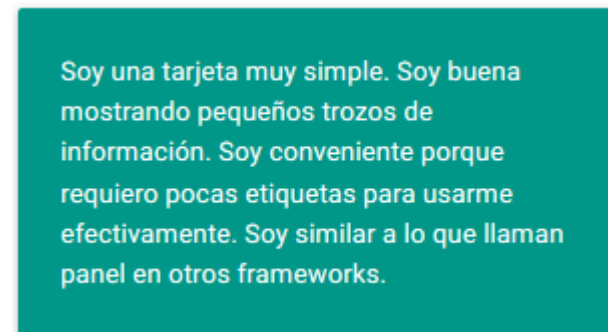 Soy una tarjeta muy simple. Soy buena
mostrando pequeños trozos de
información. Soy conveniente porque
requiero pocas etiquetas para usarme
efectivamente. Soy similar a lo que llaman
panel en otros frameworks.